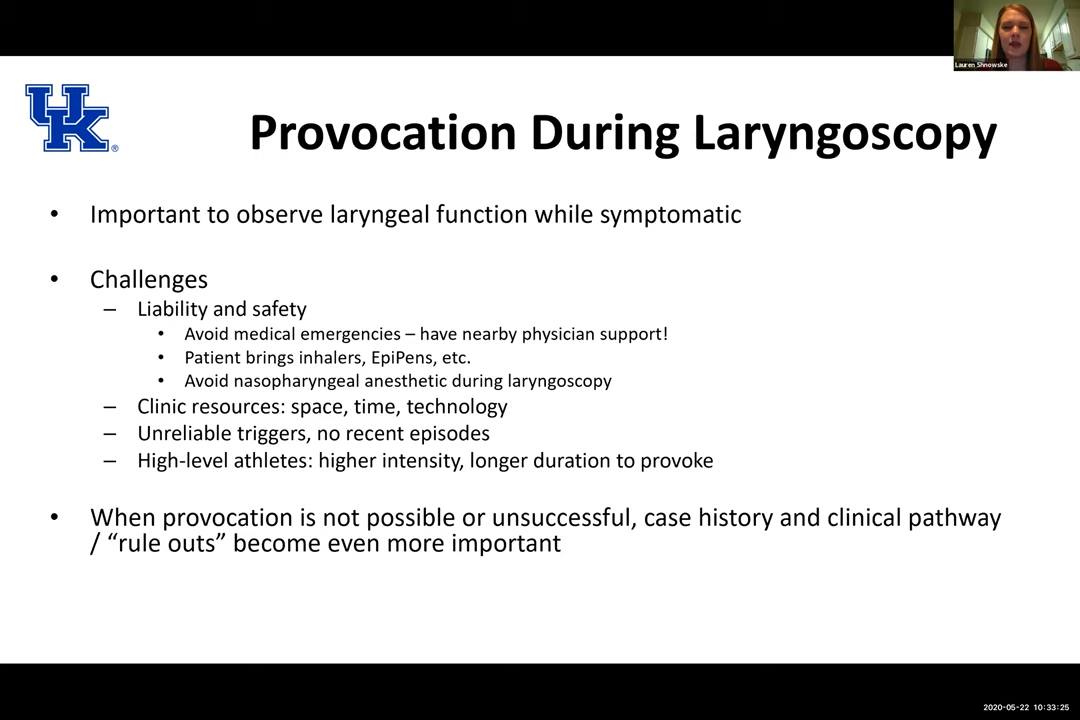 Lauren Shnowske
UK®
Provocation During Laryngoscopy
• Important to observe laryngeal function while symptomatic
• Challenges
– Liability and safety
• Avoid medical emergencies – have nearby physician support!
• Patient brings inhalers, EpiPens, etc.
• Avoid nasopharyngeal anesthetic during laryngoscopy
– Clinic resources: space, time, technology
– Unreliable triggers, no recent episodes
– High-level athletes: higher intensity, longer duration to provoke
• When provocation is not possible or unsuccessful, case history and clinical pathway
/ “rule outs” become even more important
2020-05-22 10:33:25